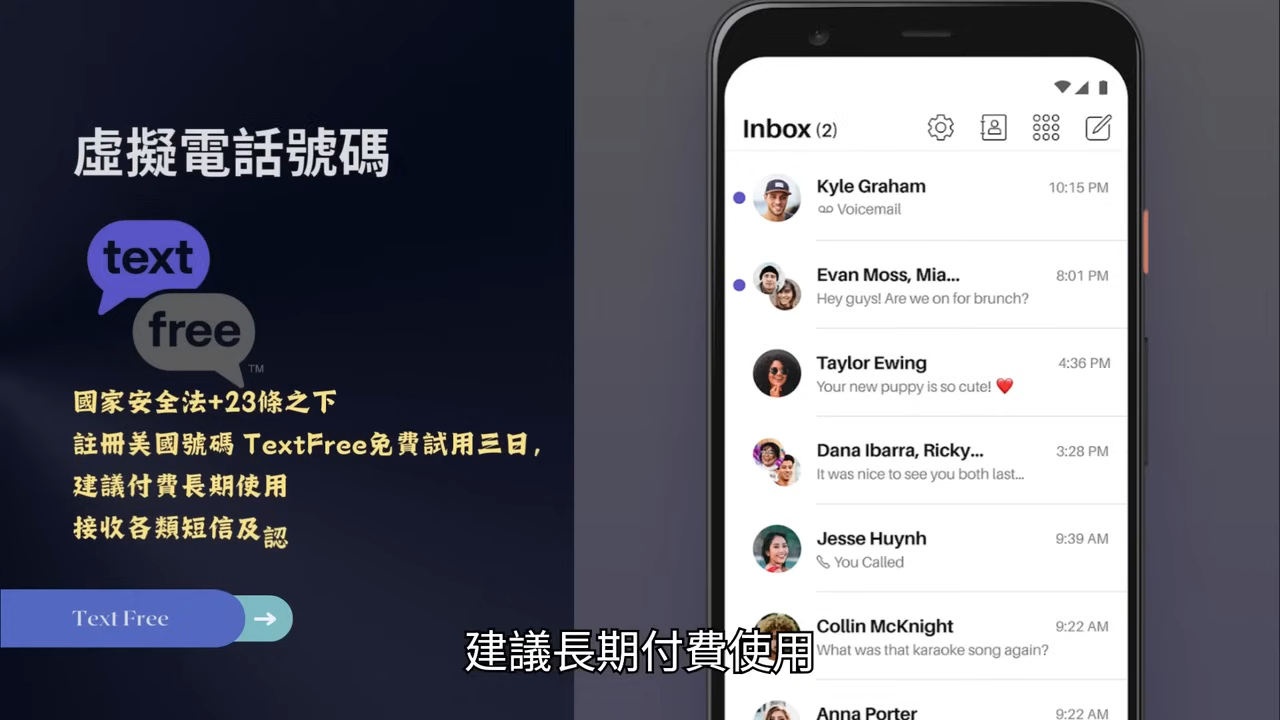 虛擬電話號碼
text
free
TM
國家安全法+23條之下
註冊美國號碼 TextFree免費試用三日，
建議付費長期使用
接收各類短信及認
Text Free
Inbox (2)
Kyle Graham
10:15 PM
Voicemail
Evan Moss, Mia...
8:01 PM
Hey guys! Are we on for brunch?
Taylor Ewing
4:36 PM
Your new puppy is so cute! ❤️
Dana Ibarra, Ricky...
3:28 PM
It was nice to see you both last...
Jesse Huynh
9:39 AM
You Called
Collin McKnight
9:22 AM
What was that karaoke song again?
Anna Porter
9:22 AM
建議長期付費使用